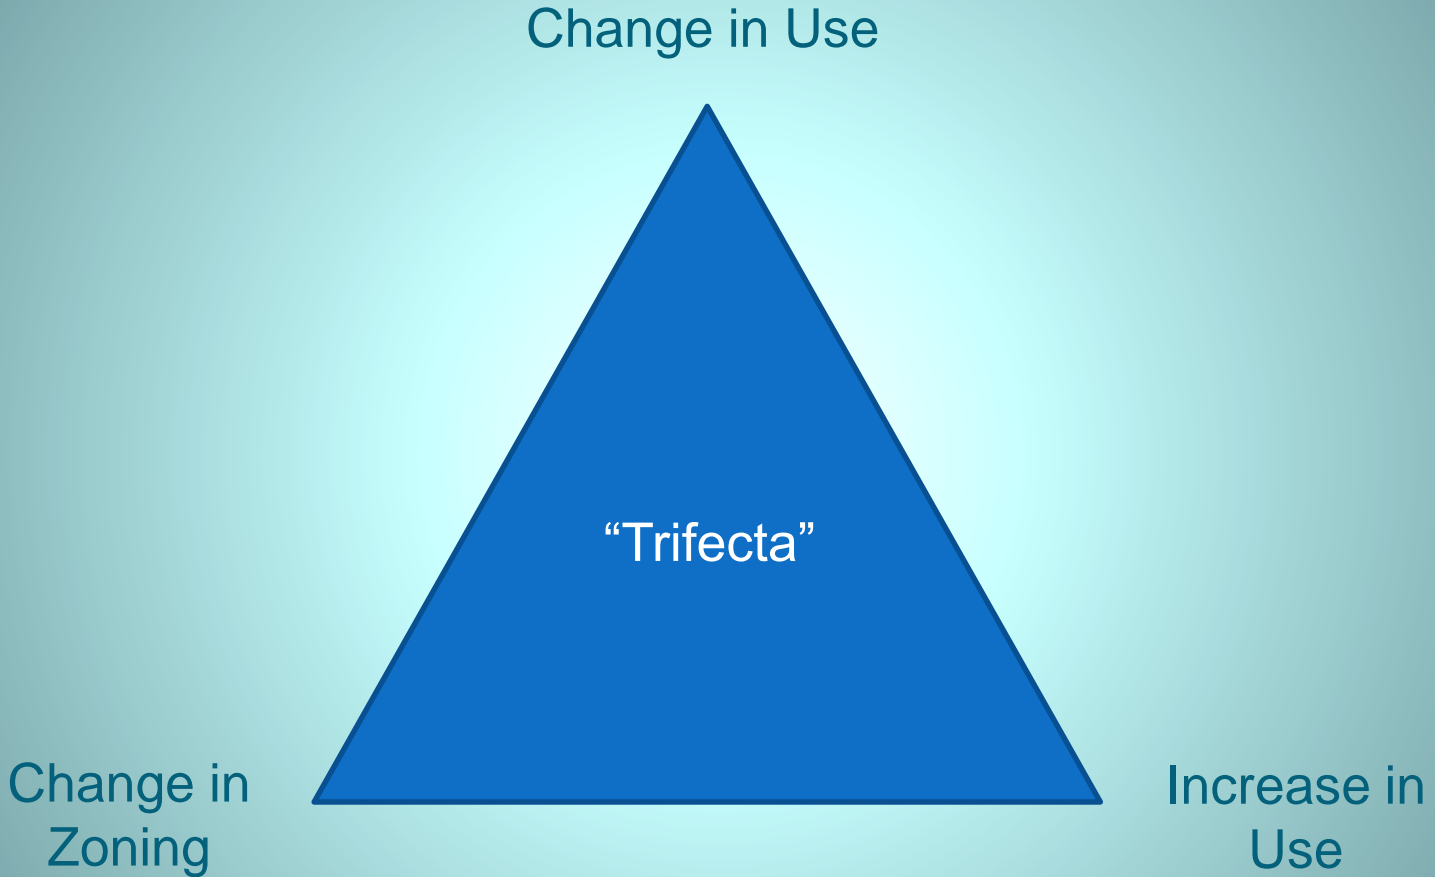 Change in Use
“Trifecta”
Change in
Zoning
Increase in
Use